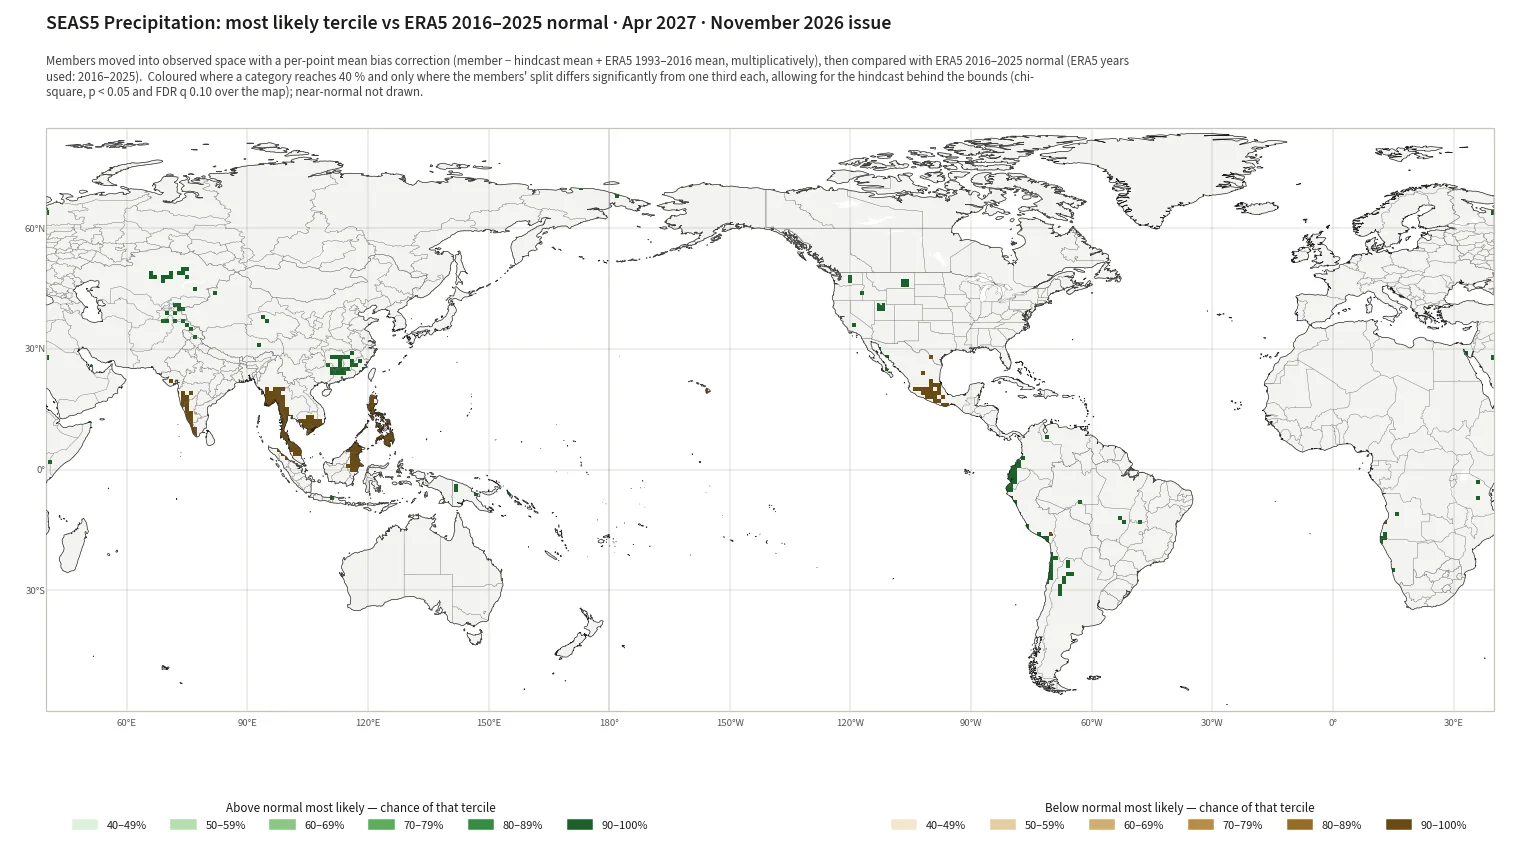 SEAS5 Precipitation: most likely tercile vs ERA5 2016–2025 normal · Apr 2027 · November 2026 issue
Members moved into observed space with a per-point mean bias correction (member − hindcast mean + ERA5 1993–2016 mean, multiplicatively), then compared with ERA5 2016–2025 normal (ERA5 years
used: 2016–2025).  Coloured where a category reaches 40 % and only where the members' split differs significantly from one third each, allowing for the hindcast behind the bounds (chi-
square, p < 0.05 and FDR q 0.10 over the map); near-normal not drawn.
60°N
30°N
0°
30°S
60°E 90°E 120°E 150°E 180° 150°W 120°W 90°W 60°W 30°W 0° 30°E
Above normal most likely — chance of that tercile
40–49% 50–59% 60–69% 70–79% 80–89% 90–100%
Below normal most likely — chance of that tercile
40–49% 50–59% 60–69% 70–79% 80–89% 90–100%